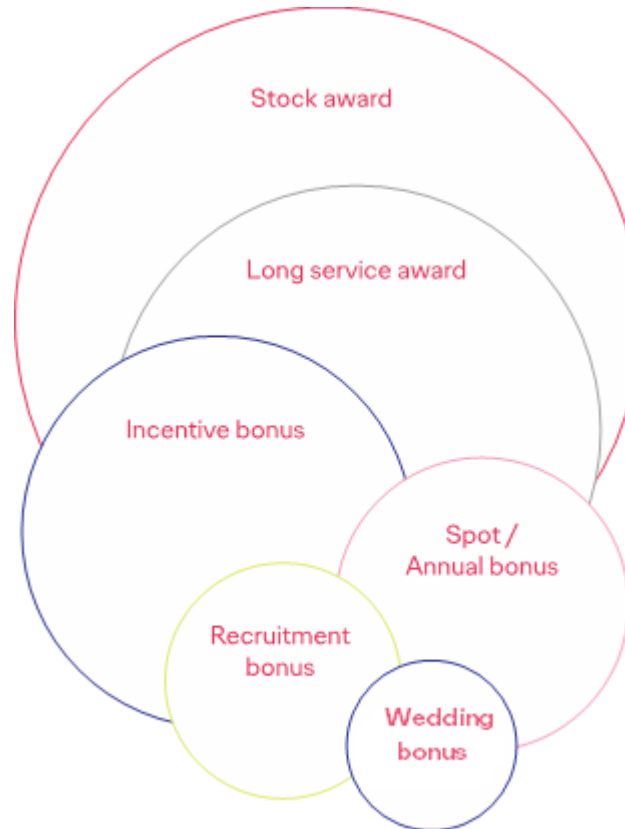 Stock award
Long service award
Incentive bonus
Spot /
Annual bonus
Recruitment
bonus
Wedding
bonus